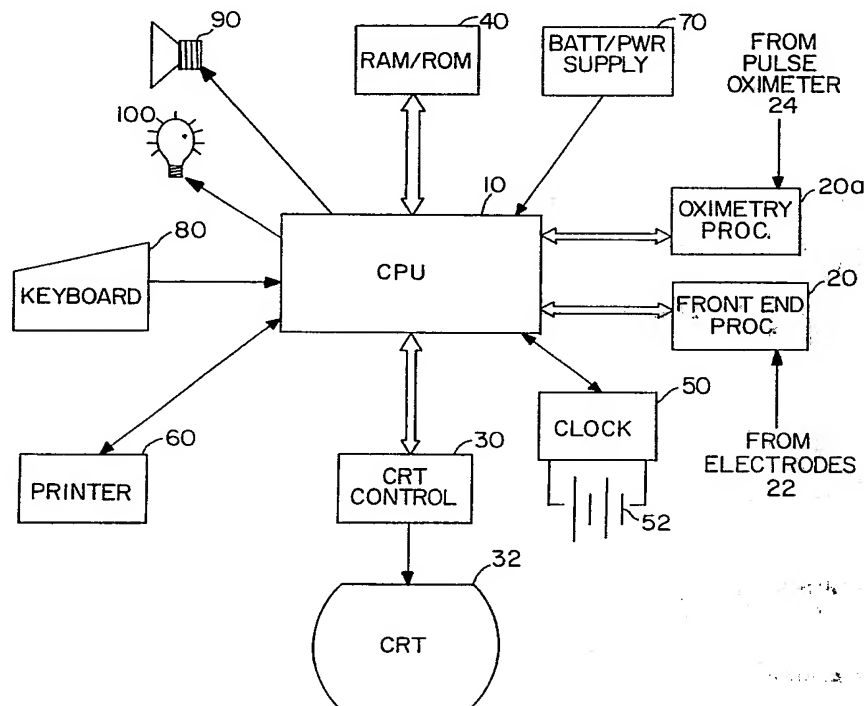 90
40
RAM/ROM
70
BATT/PWR
SUPPLY
FROM
PULSE
OXIMETER
24
100
10
CPU
20a
OXIMETRY
PROC.
80
KEYBOARD
20
FRONT END
PROC.
50
CLOCK
52
FROM
ELECTRODES
22
60
PRINTER
30
CRT
CONTROL
32
CRT